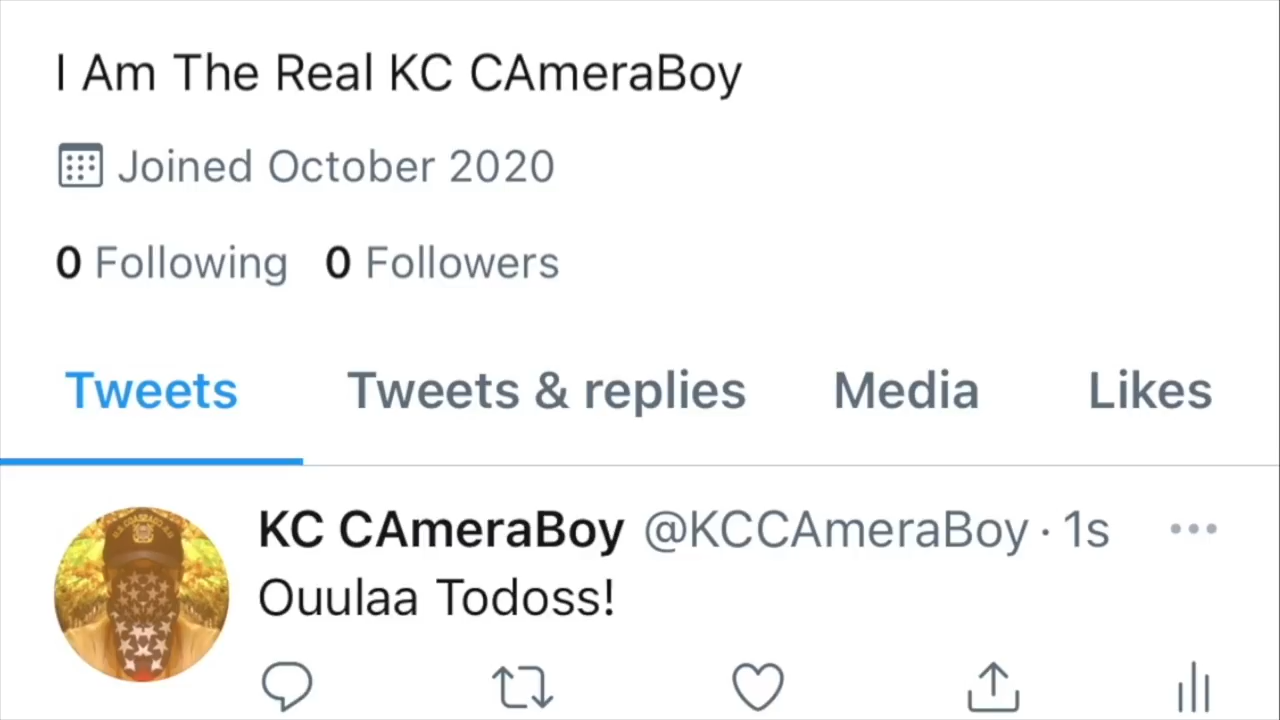 I Am The Real KC CAmeraBoy
Joined October 2020
0 Following 0 Followers
Tweets Tweets & replies Media Likes
KC CAmeraBoy @KCCAmeraBoy · 1s
Ouulaa Todoss!